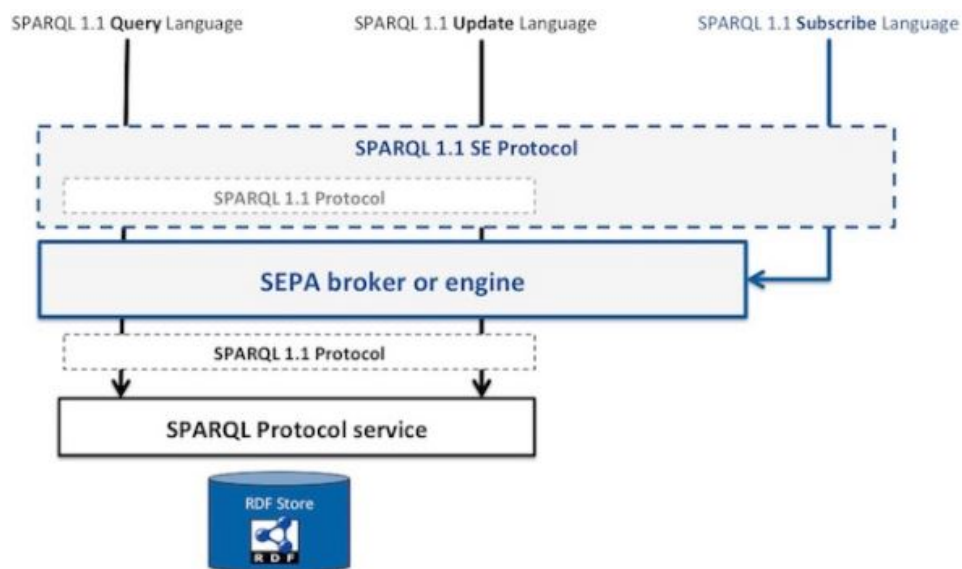 SPARQL 1.1 Query Language
SPARQL 1.1 Update Language
SPARQL 1.1 Subscribe Language
SPARQL 1.1 SE Protocol
SPARQL 1.1 Protocol
SEPA broker or engine
SPARQL 1.1 Protocol
SPARQL Protocol service
RDF Store
RDF